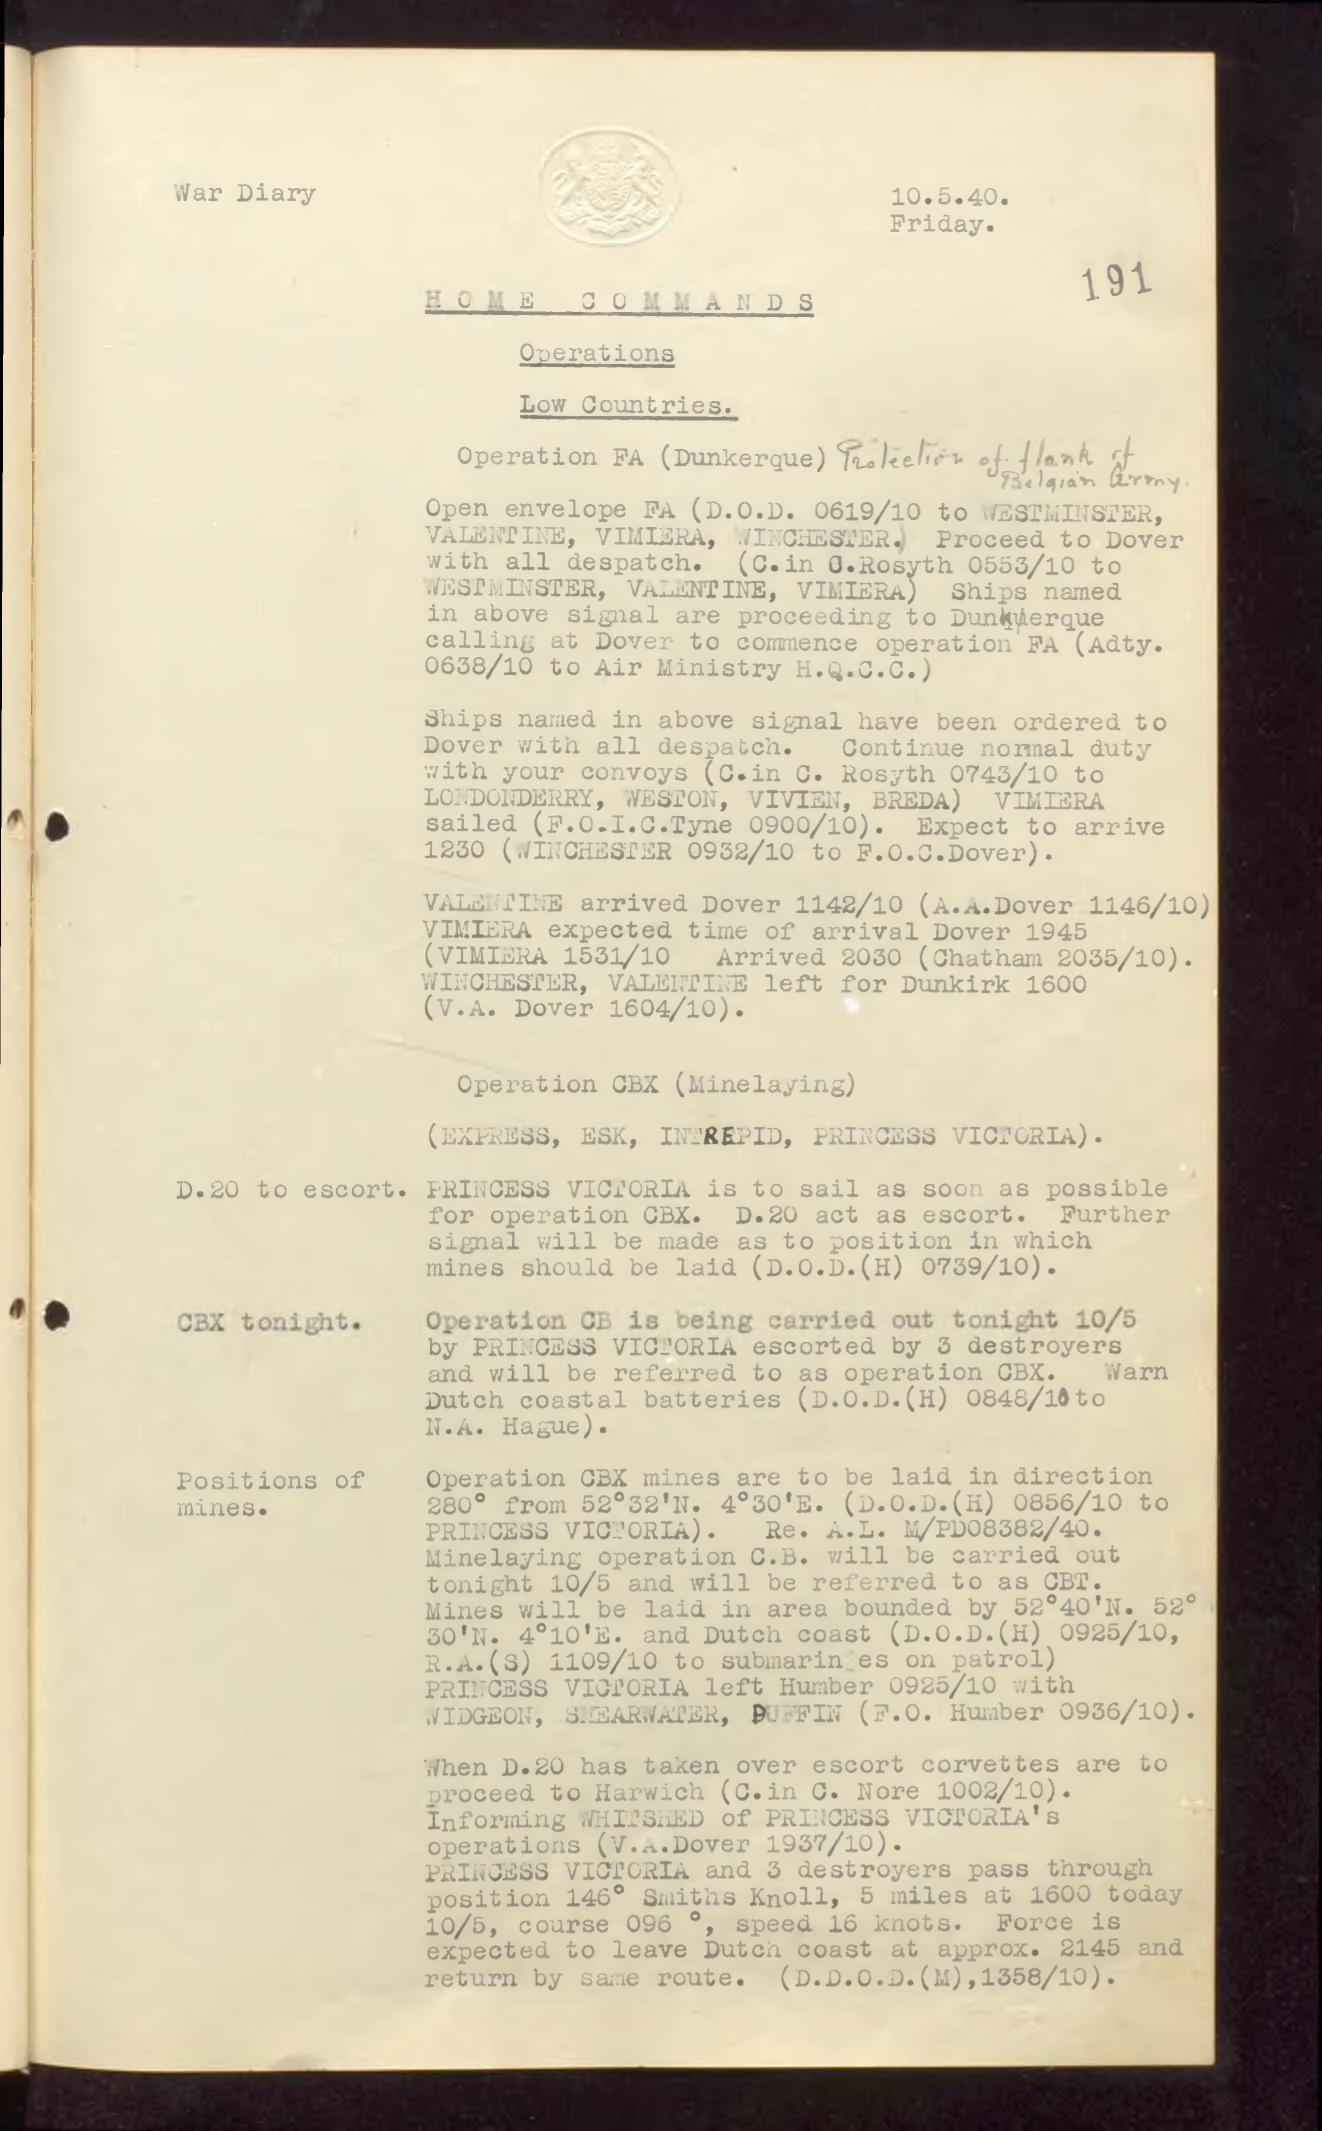 War Diary
10.5.40.
Friday.
191
HOME COMMANDS
Operations
Low Countries.
Operation FA (Dunkerque) Protection of flank of
Belgian Army.
Open envelope FA (D.O.D. 0619/10 to WESTMINSTER,
VALENTINE, VIMIERA, WINCHESTER.) Proceed to Dover
with all despatch. (C.in C.Rosyth 0553/10 to
WESTMINSTER, VALENTINE, VIMIERA) Ships named
in above signal are proceeding to Dunkerque
calling at Dover to commence operation FA (Adty.
0638/10 to Air Ministry H.Q.C.C.)
Ships named in above signal have been ordered to
Dover with all despatch. Continue normal duty
with your convoys (C.in C. Rosyth 0743/10 to
LONDONDERRY, WESTON, VIVIEN, BREDA) VIMIERA
sailed (F.O.I.C.Tyne 0900/10). Expect to arrive
1230 (WINCHESTER 0932/10 to F.O.C.Dover).
VALENTINE arrived Dover 1142/10 (A.A.Dover 1146/10)
VIMIERA expected time of arrival Dover 1945
(VIMIERA 1531/10 Arrived 2030 (Chatham 2035/10).
WINCHESTER, VALENTINE left for Dunkirk 1600
(V.A. Dover 1604/10).
Operation CBX (Minelaying)
(EXPRESS, ESK, INTREPID, PRINCESS VICTORIA).
D.20 to escort. PRINCESS VICTORIA is to sail as soon as possible
for operation CBX. D.20 act as escort. Further
signal will be made as to position in which
mines should be laid (D.O.D.(H) 0739/10).
CBX tonight. Operation CB is being carried out tonight 10/5
by PRINCESS VICTORIA escorted by 3 destroyers
and will be referred to as operation CBX. Warn
Dutch coastal batteries (D.O.D.(H) 0848/10 to
N.A. Hague).
Positions of Operation CBX mines are to be laid in direction
mines. 280° from 52°32'N. 4°30'E. (D.O.D.(H) 0856/10 to
PRINCESS VICTORIA). Re. A.L. M/PD08382/40.
Minelaying operation C.B. will be carried out
tonight 10/5 and will be referred to as CBT.
Mines will be laid in area bounded by 52°40'N. 52°
30'N. 4°10'E. and Dutch coast (D.O.D.(H) 0925/10,
R.A.(S) 1109/10 to submarin es on patrol)
PRINCESS VICTORIA left Humber 0925/10 with
WIDGEON, SHEARWATER, PUFFIN (F.O. Humber 0936/10).
When D.20 has taken over escort corvettes are to
proceed to Harwich (C.in C. Nore 1002/10).
Informing WHITSHED of PRINCESS VICTORIA's
operations (V.A.Dover 1937/10).
PRINCESS VICTORIA and 3 destroyers pass through
position 146° Smiths Knoll, 5 miles at 1600 today
10/5, course 096 °, speed 16 knots. Force is
expected to leave Dutch coast at approx. 2145 and
return by same route. (D.D.O.D.(M),1358/10).